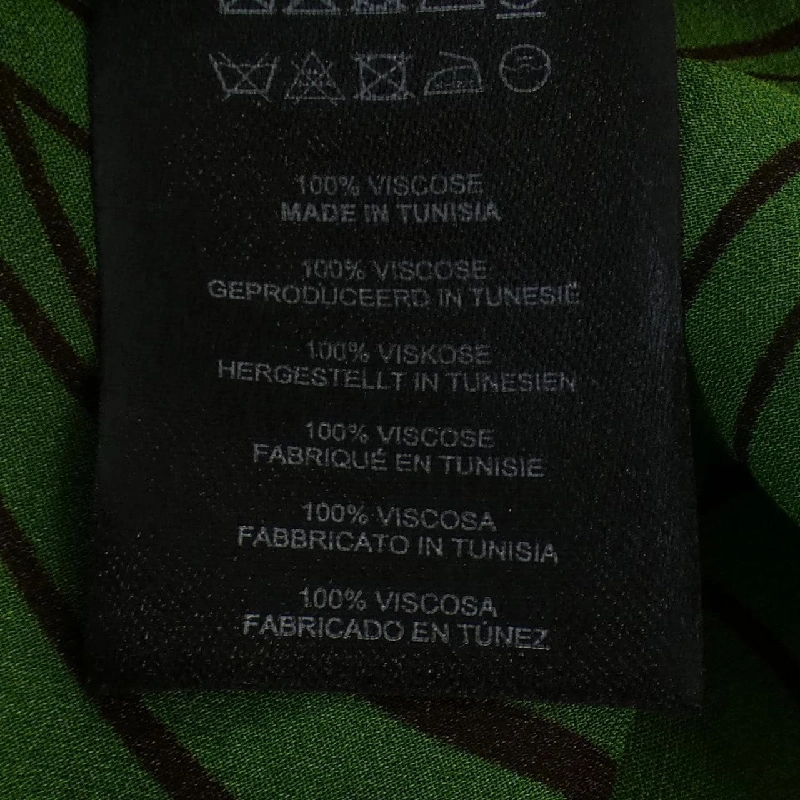 100% VISCOSE
MADE IN TUNISIA
100% VISCOSE
GEPRODUCEERD IN TUNESIË
100% VISKOSE
HERGESTELLT IN TUNESIEN
100% VISCOSE
FABRIQUÉ EN TUNISIE
100% VISCOSA
FABBRICATO IN TUNISIA
100% VISCOSA
FABRICADO EN TÚNEZ